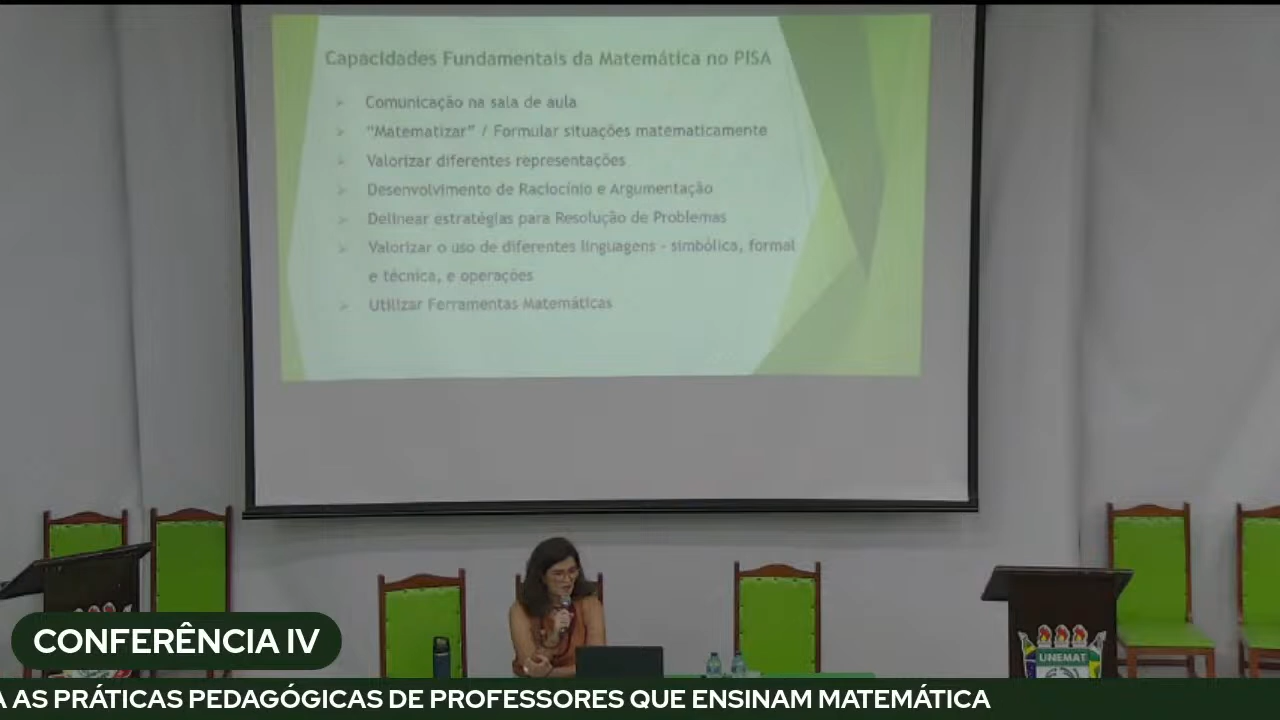 Capacidades Fundamentais da Matemática no PISA
Comunicação na sala de aula
"Matematizar" / Formular situações matematicamente
Valorizar diferentes representações
Desenvolvimento de Raciocínio e Argumentação
Delinear estratégias para Resolução de Problemas
Valorizar o uso de diferentes linguagens - simbólica, formal
e técnica, e operações
Utilizar Ferramentas Matemáticas
UNEMAT
CONFERÊNCIA IV
A AS PRÁTICAS PEDAGÓGICAS DE PROFESSORES QUE ENSINAM MATEMÁTICA